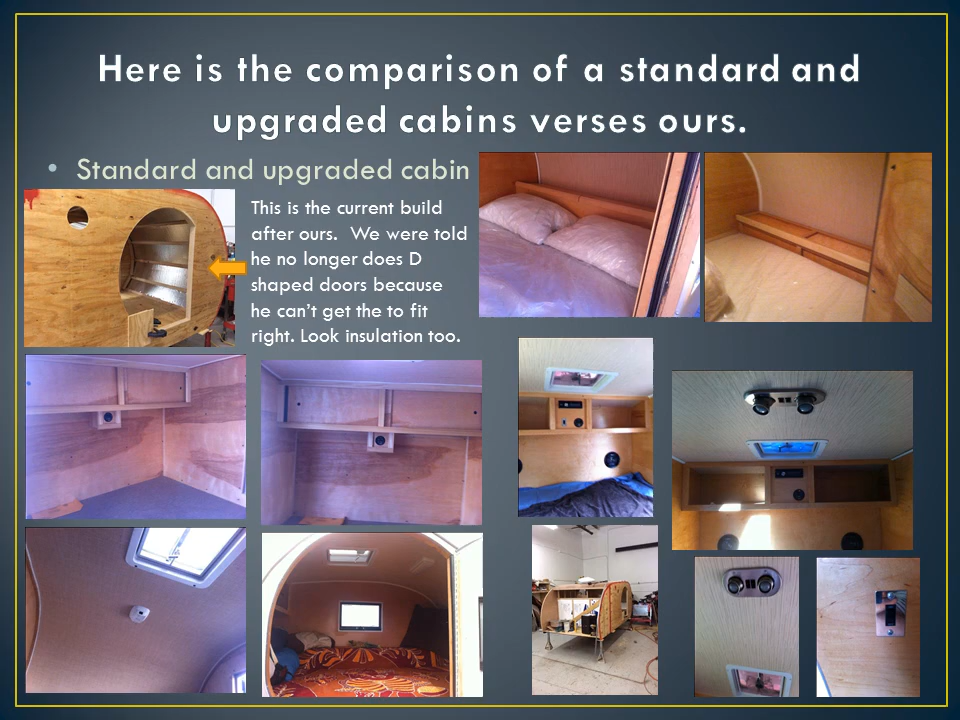 Here is the comparison of a standard and
upgraded cabins verses ours.
• Standard and upgraded cabin
This is the current build
after ours. We were told
he no longer does D
shaped doors because
he can't get the to fit
right. Look insulation too.